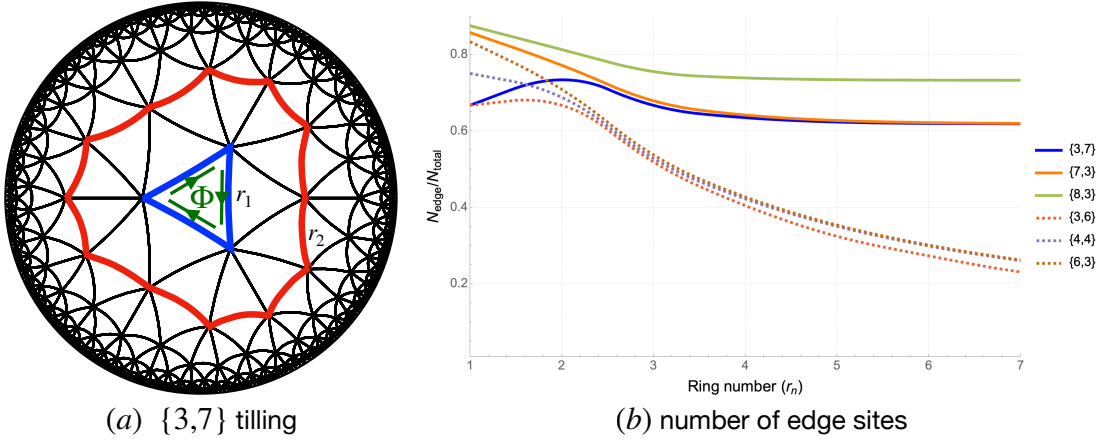 Φ
r1
r2
0.8
0.6
0.4
0.2
Nedge/Ntotal
1 2 3 4 5 6 7
Ring number (rn)
{3,7}
{7,3}
{8,3}
{3,6}
{4,4}
{6,3}
(a) {3,7} tilling
(b) number of edge sites